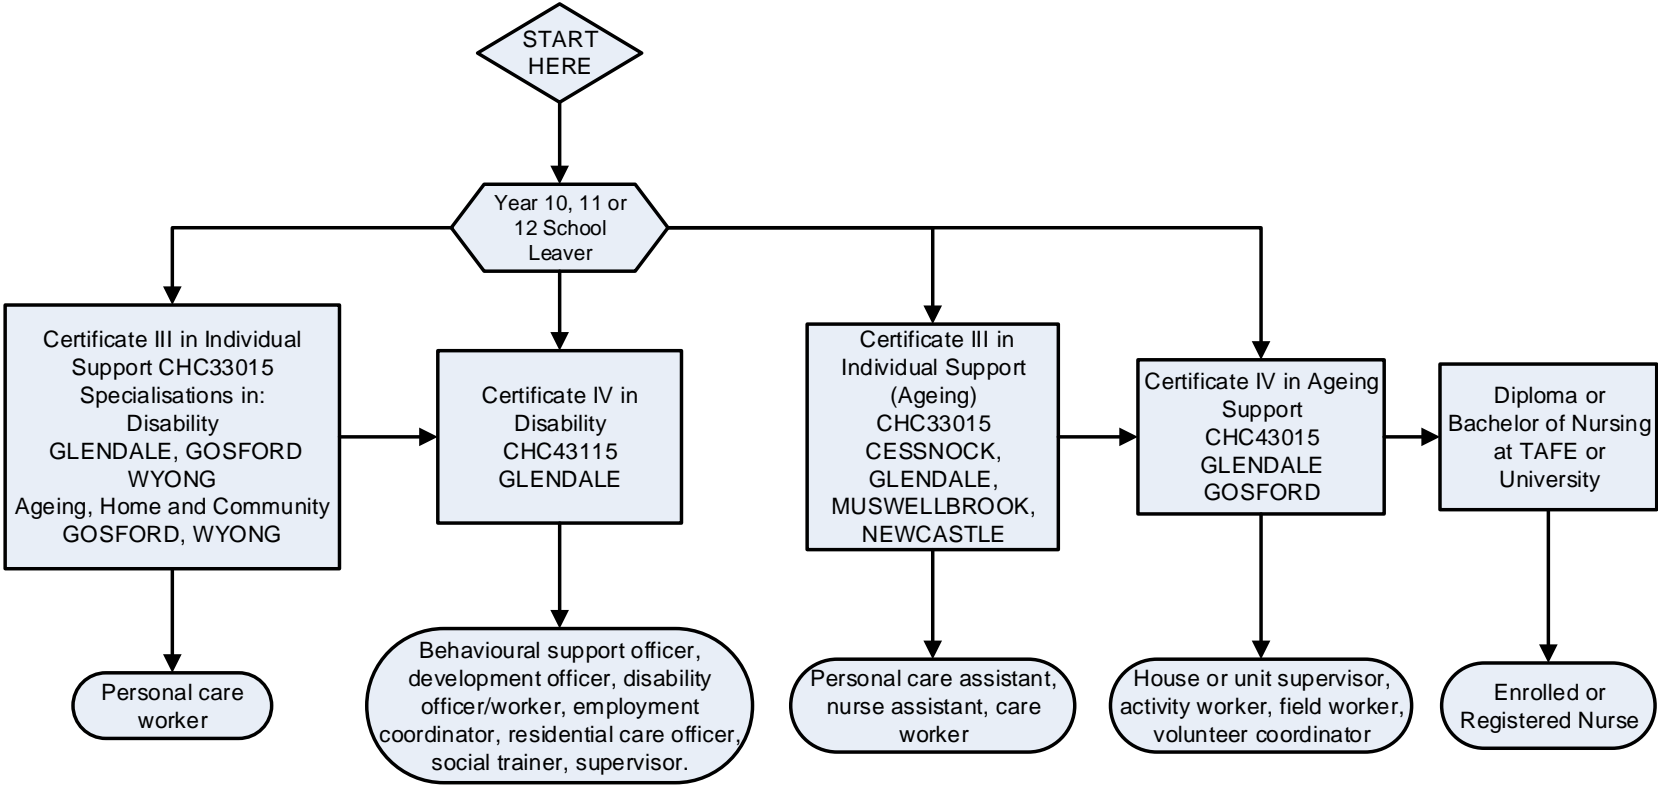 START
HERE
Year 10, 11 or
12 School
Leaver
Certificate III in Individual
Support CHC33015
Specialisations in:
Disability
GLENDALE, GOSFORD
WYONG
Ageing, Home and Community
GOSFORD, WYONG
Certificate IV in
Disability
CHC43115
GLENDALE
Certificate III in
Individual Support
(Ageing)
CHC33015
CESSNOCK,
GLENDALE,
MUSWELLBROOK,
NEWCASTLE
Certificate IV in Ageing
Support
CHC43015
GLENDALE
GOSFORD
Diploma or
Bachelor of Nursing
at TAFE or
University
Personal care
worker
Behavioural support officer,
development officer, disability
officer/worker, employment
coordinator, residential care officer,
social trainer, supervisor.
Personal care assistant,
nurse assistant, care
worker
House or unit supervisor,
activity worker, field worker,
volunteer coordinator
Enrolled or
Registered Nurse